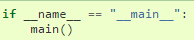 if __name__ == "__main__":
    main()